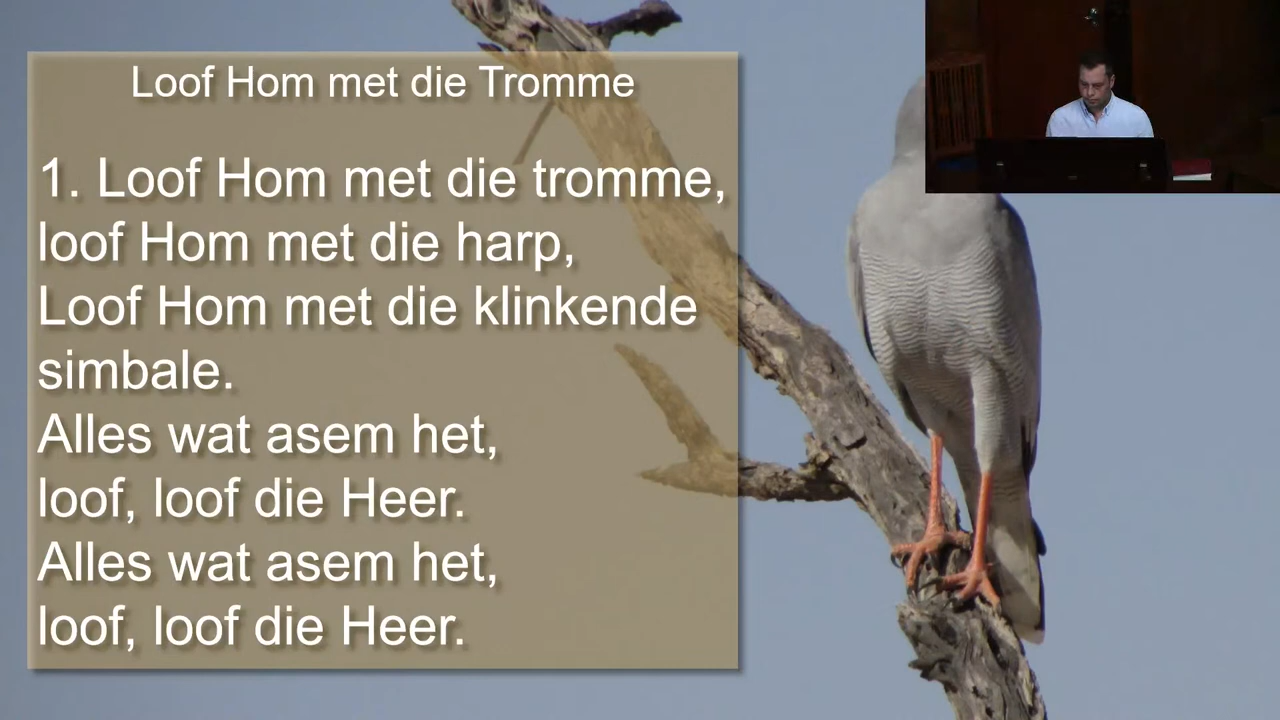 Loof Hom met die Tromme
1. Loof Hom met die tromme,
loof Hom met die harp,
Loof Hom met die klinkende
simbale.
Alles wat asem het,
loof, loof die Heer.
Alles wat asem het,
loof, loof die Heer.